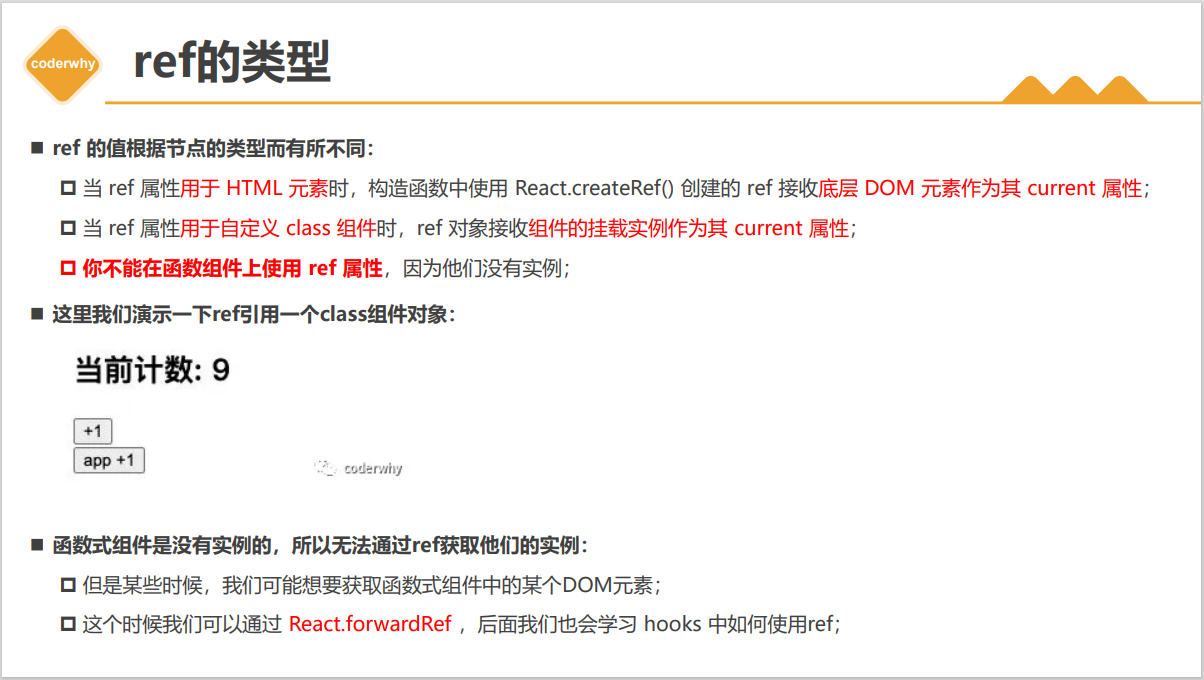 coderwhy
ref的类型
ref 的值根据节点的类型而有所不同：
当 ref 属性用于 HTML 元素时，构造函数中使用 React.createRef() 创建的 ref 接收底层 DOM 元素作为其 current 属性；
当 ref 属性用于自定义 class 组件时，ref 对象接收组件的挂载实例作为其 current 属性；
你不能在函数组件上使用 ref 属性，因为他们没有实例；
这里我们演示一下ref引用一个class组件对象：
当前计数: 9
+1
app +1
coderwhy
函数式组件是没有实例的，所以无法通过ref获取他们的实例：
但是某些时候，我们可能想要获取函数式组件中的某个DOM元素；
这个时候我们可以通过 React.forwardRef ，后面我们也会学习 hooks 中如何使用ref；